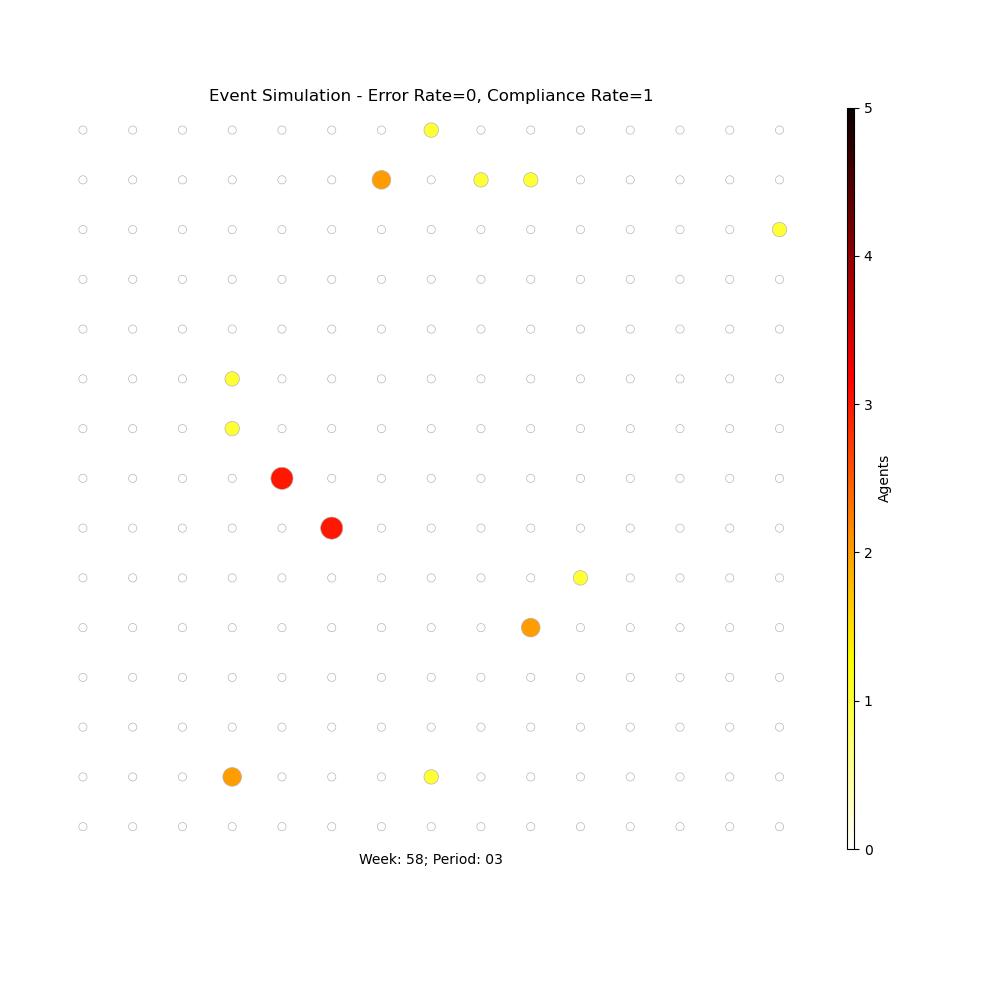 Event Simulation - Error Rate=0, Compliance Rate=1
5
4
3
2
1
0
Agents
Week: 58; Period: 03